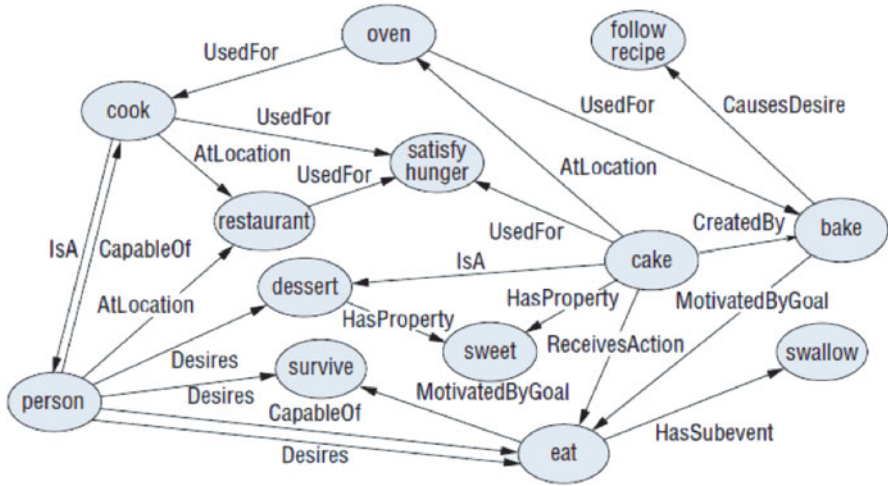 oven
follow
recipe
UsedFor
cook
UsedFor
CausesDesire
UsedFor
satisfy
hunger
AtLocation
UsedFor
AtLocation
restaurant
CreatedBy
bake
UsedFor
IsA
CapableOf
cake
IsA
dessert
HasProperty
MotivatedByGoal
AtLocation
HasProperty
sweet
ReceivesAction
swallow
Desires
survive
Desires
MotivatedByGoal
person
CapableOf
HasSubevent
eat
Desires